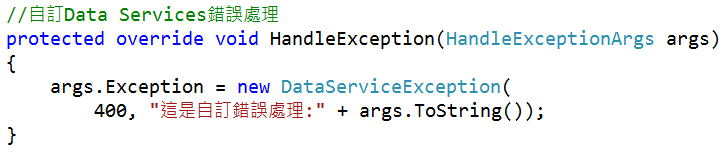 //自訂Data Services錯誤處理
protected override void HandleException(HandleExceptionArgs args)
{
    args.Exception = new DataServiceException(
        400, "這是自訂錯誤處理:" + args.ToString());
}